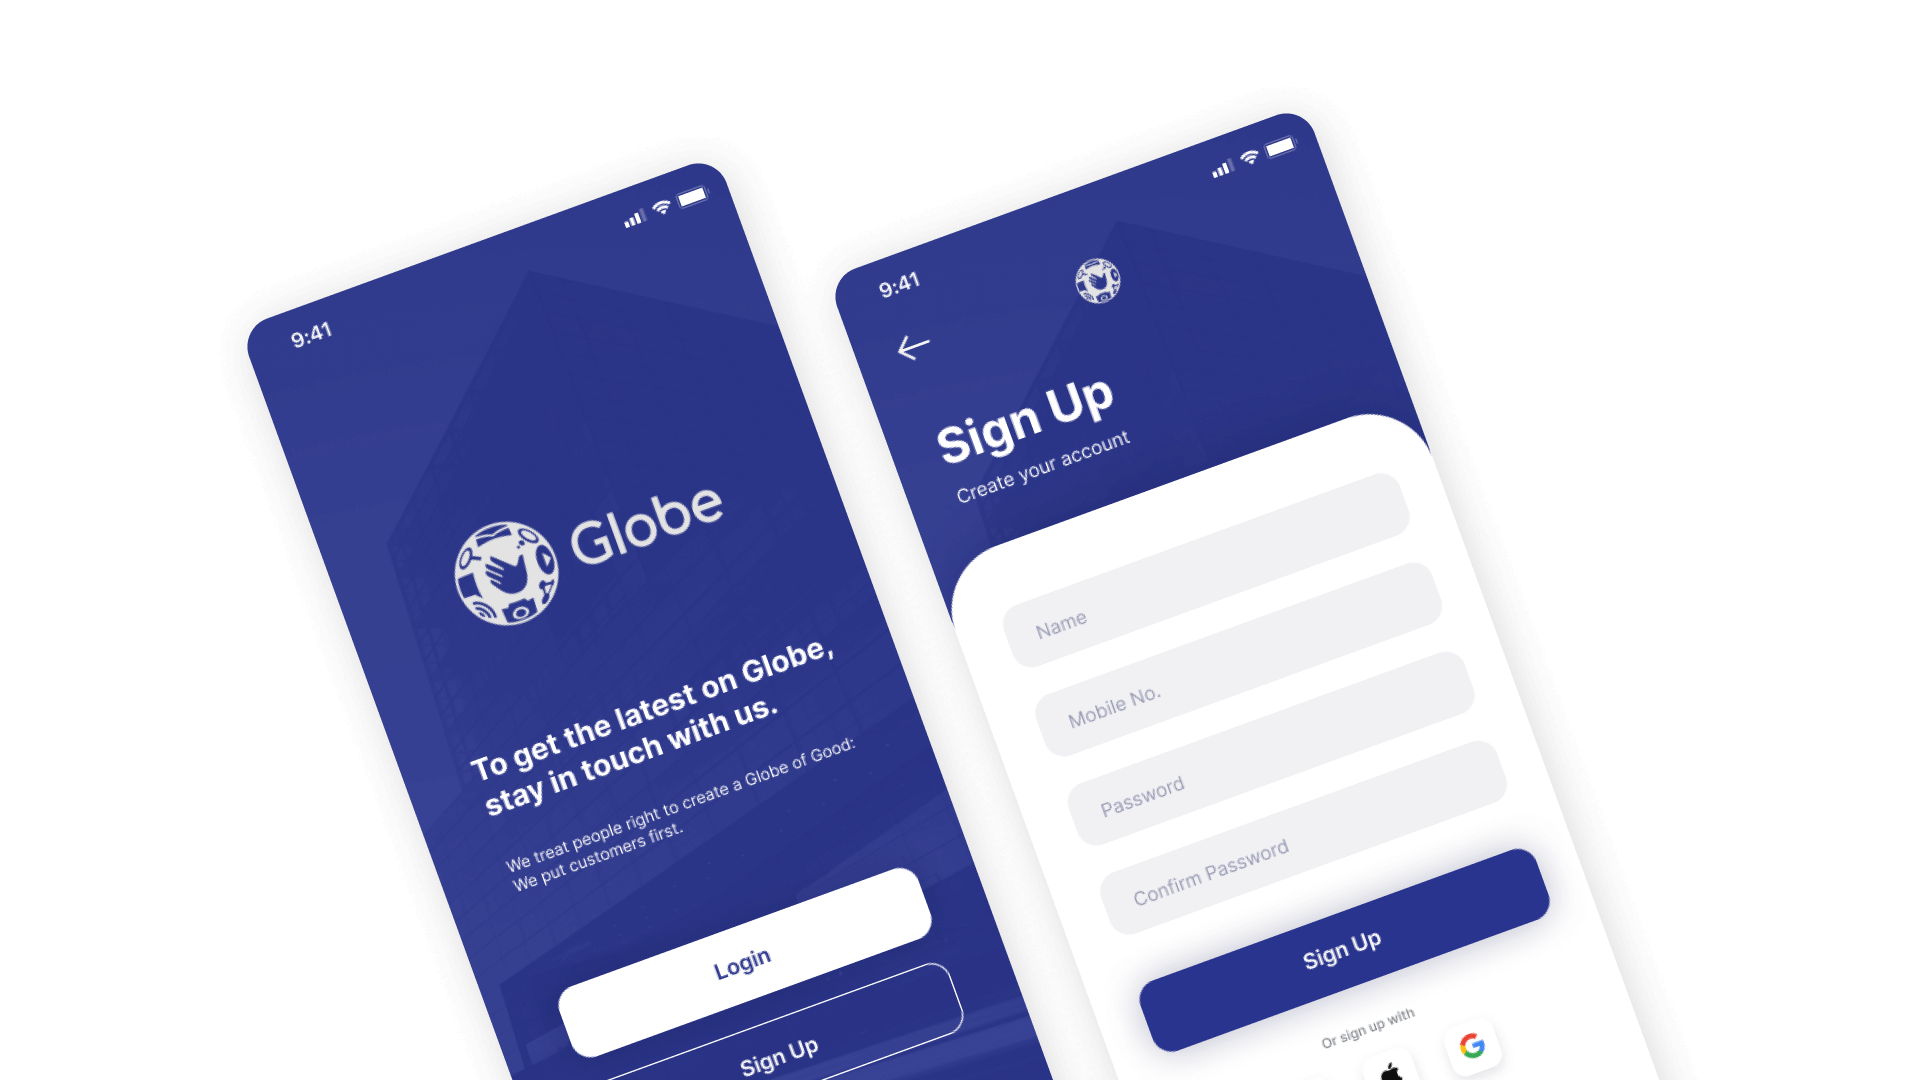 9:41
Globe
To get the latest on Globe,
stay in touch with us.
We treat people right to create a Globe of Good:
We put customers first.
Login
Sign Up
9:41
Sign Up
Create your account
Name
Mobile No.
Password
Confirm Password
Sign Up
Or sign up with